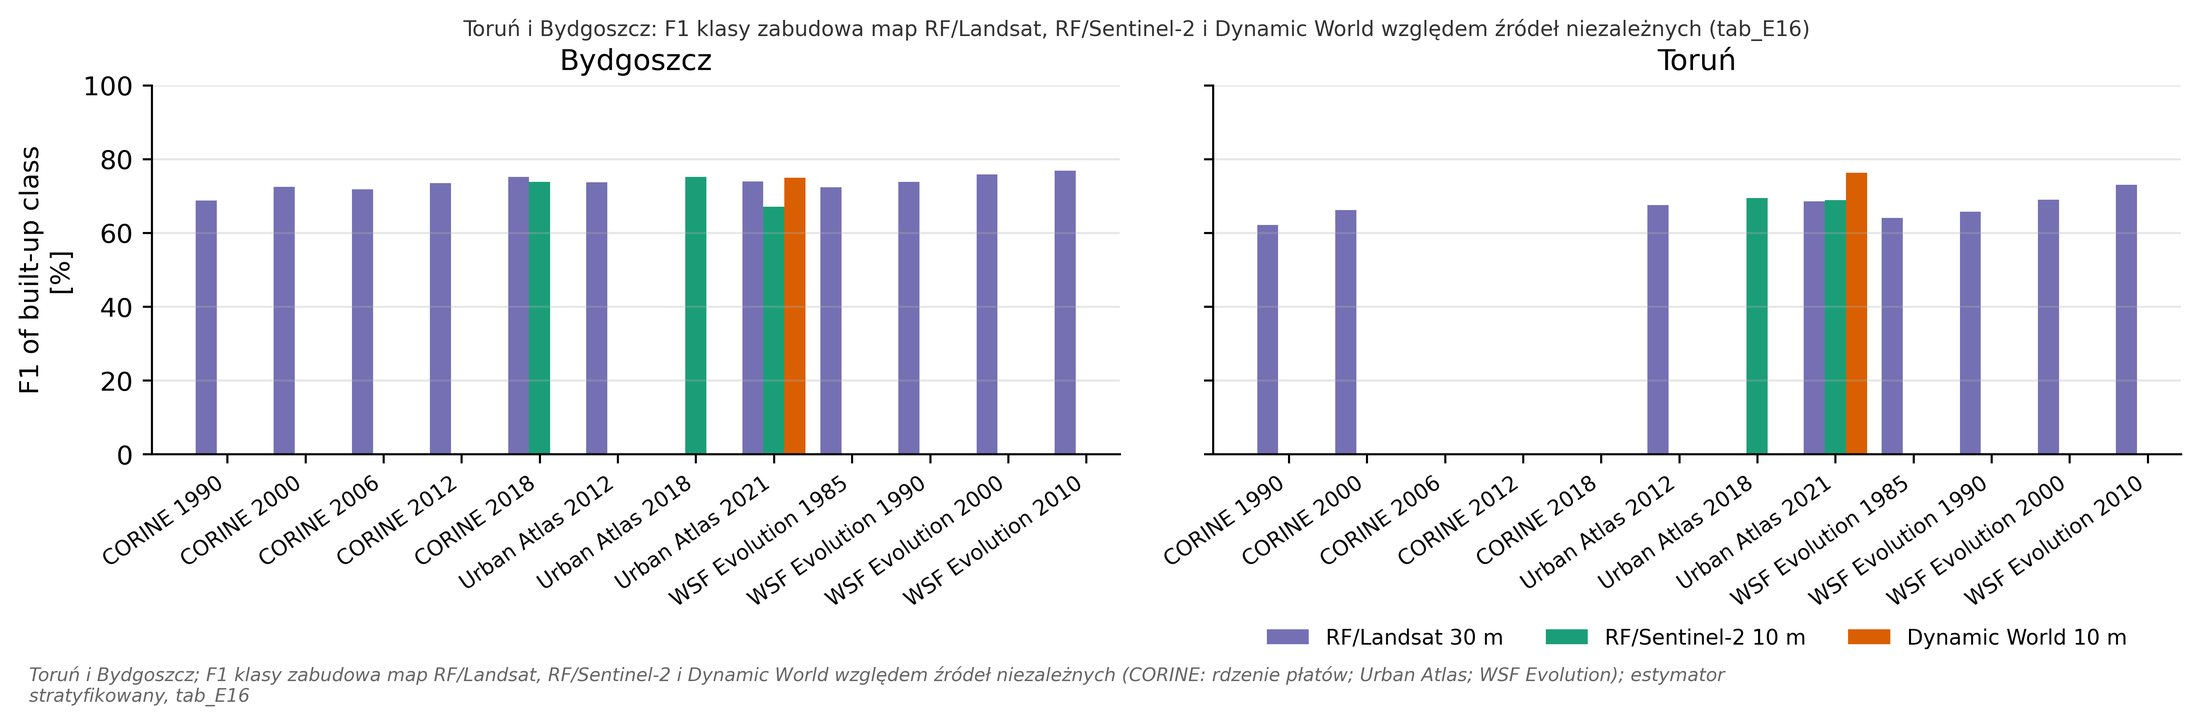 Toruń i Bydgoszcz: F1 klasy zabudowa map RF/Landsat, RF/Sentinel-2 i Dynamic World względem źródeł niezależnych (tab_E16)
Bydgoszcz
Toruń
F1 of built-up class
[%]
100
80
60
40
20
0
CORINE 1990
CORINE 2000
CORINE 2006
CORINE 2012
CORINE 2018
Urban Atlas 2012
Urban Atlas 2018
Urban Atlas 2021
WSF Evolution 1985
WSF Evolution 1990
WSF Evolution 2000
WSF Evolution 2010
CORINE 1990
CORINE 2000
CORINE 2006
CORINE 2012
CORINE 2018
Urban Atlas 2012
Urban Atlas 2018
Urban Atlas 2021
WSF Evolution 1985
WSF Evolution 1990
WSF Evolution 2000
WSF Evolution 2010
RF/Landsat 30 m
RF/Sentinel-2 10 m
Dynamic World 10 m
Toruń i Bydgoszcz; F1 klasy zabudowa map RF/Landsat, RF/Sentinel-2 i Dynamic World względem źródeł niezależnych (CORINE: rdzenie płatów; Urban Atlas; WSF Evolution); estymator
stratyfikowany, tab_E16